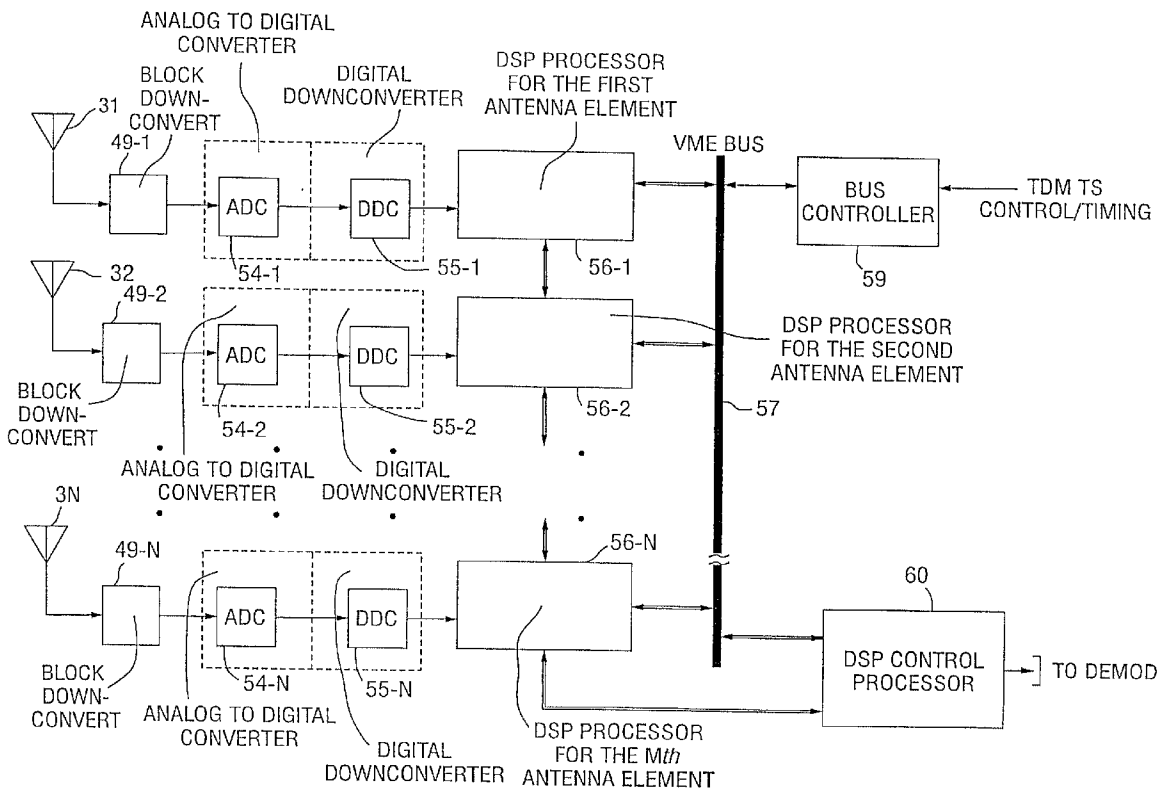 ANALOG TO DIGITAL
CONVERTER
BLOCK
DOWN-
CONVERT
DIGITAL
DOWNCONVERTER
DSP PROCESSOR
FOR THE FIRST
ANTENNA ELEMENT
VME BUS
31
49-1
ADC
DDC
BUS
CONTROLLER
TDM TS
CONTROL/TIMING
54-1
55-1
56-1
59
32
49-2
ADC
DDC
DSP PROCESSOR
FOR THE SECOND
ANTENNA ELEMENT
BLOCK
DOWN-
CONVERT
54-2
55-2
56-2
57
ANALOG TO DIGITAL
CONVERTER
DIGITAL
DOWNCONVERTER
3N
49-N
56-N
60
ADC
DDC
BLOCK
DOWN-
CONVERT
54-N
55-N
DSP CONTROL
PROCESSOR
TO DEMOD
ANALOG TO DIGITAL
CONVERTER
DIGITAL
DOWNCONVERTER
DSP PROCESSOR
FOR THE Mth
ANTENNA ELEMENT